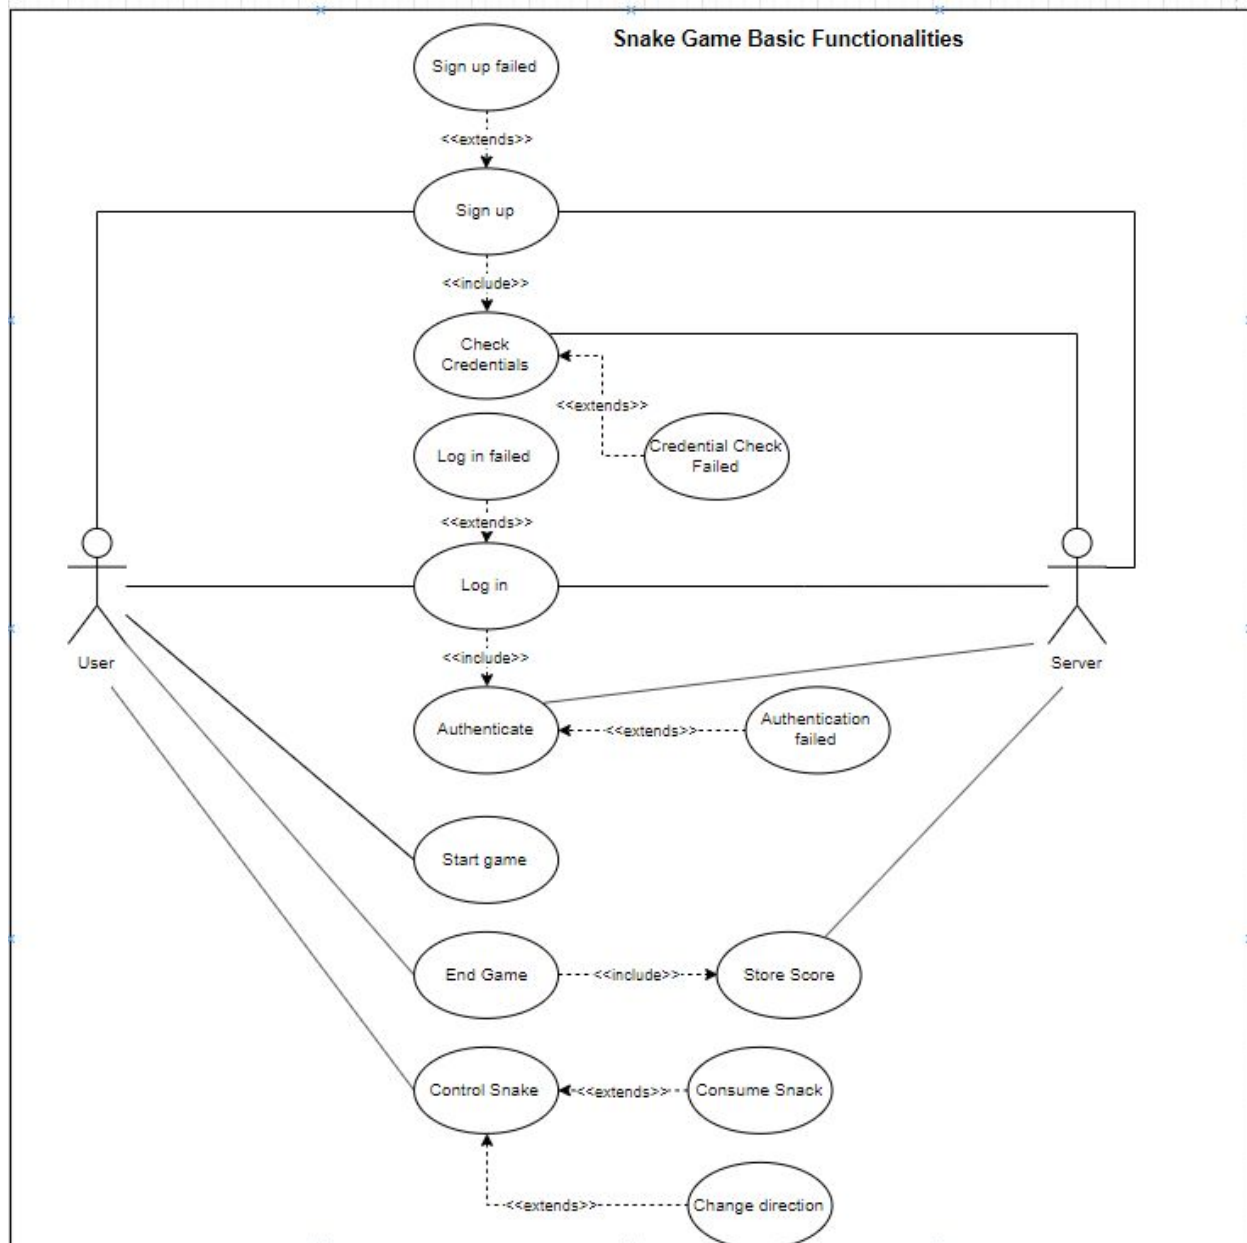 Snake Game Basic Functionalities
Sign up failed
<<extends>>
Sign up
<<include>>
Check
Credentials
<<extends>>
Log in failed
Credential Check
Failed
<<extends>>
Log in
<<include>>
User
Server
Authenticate
<<extends>>
Authentication
failed
Start game
End Game
<<include>>
Store Score
Control Snake
<<extends>>
Consume Snack
<<extends>>
Change direction